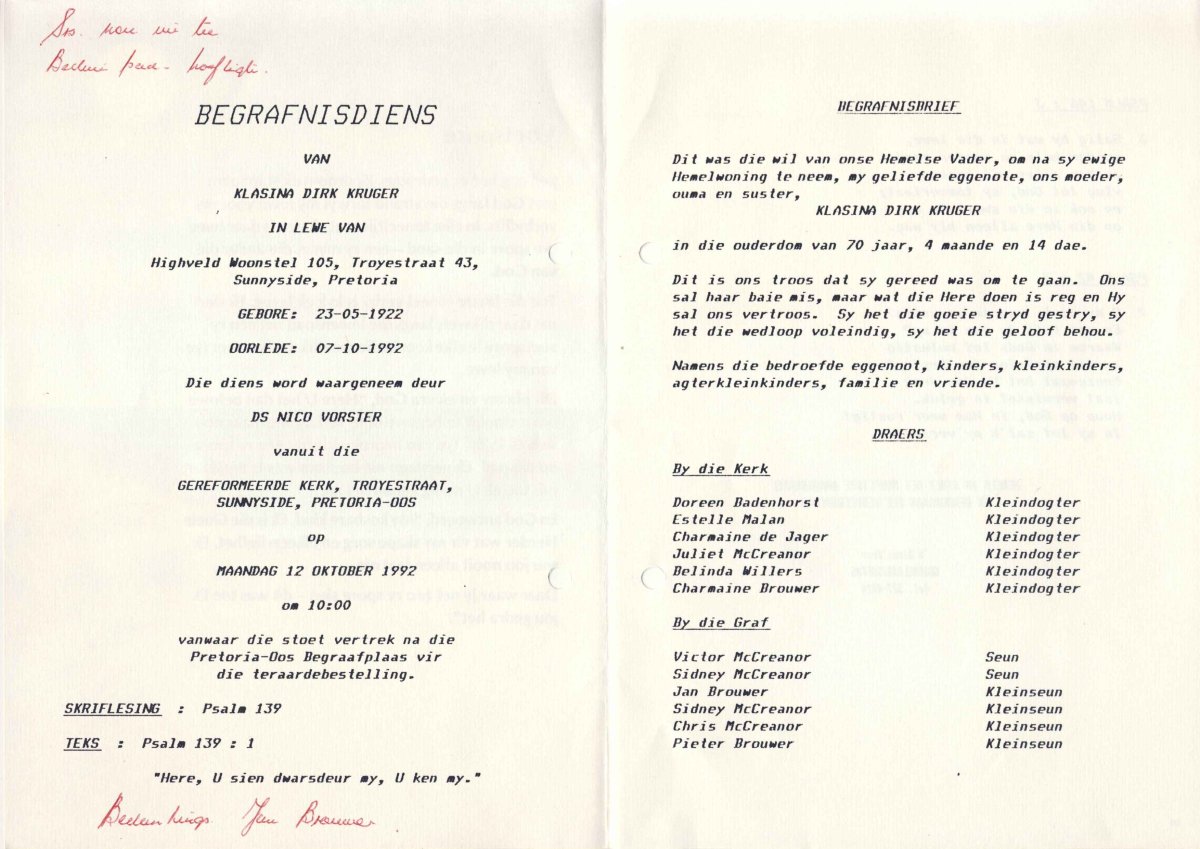 BEGRAFNISDIENS
VAN
KLASINA DIRK KRUGER
IN LEWE VAN
Highveld Woonstel 105, Troyestraat 43,
Sunnyside, Pretoria
GEBORE: 23-05-1922
OORLEDE: 07-10-1992
Die diens word waargeneem deur
DS NICO VORSTER
vanuit die
GEREFORMEERDE KERK, TROYESTRAAT,
SUNNYSIDE, PRETORIA-OOS
op
MAANDAG 12 OKTOBER 1992
om 10:00
vanwaar die stoet vertrek na die
Pretoria-Oos Begraafplaas vir
die teraardebestelling.
SKRIFLESING : Psalm 139
TEKS : Psalm 139 : 1
"Here, U sien dwarsdeur my, U ken my."
Jan Brouwer
BEGRAFNISBRIEF
Dit was die wil van onse Hemelse Vader, om na sy ewige
Hemelwoning te neem, my geliefde eggenote, ons moeder,
ouma en suster,
KLASINA DIRK KRUGER
in die ouderdom van 70 jaar, 4 maande en 14 dae.
Dit is ons troos dat sy gereed was om te gaan. Ons
sal haar baie mis, maar wat die Here doen is reg en Hy
sal ons vertroos. Sy het die goeie stryd gestry, sy
het die wedloop voleindig, sy het die geloof behou.
Namens die bedroefde eggenoot, kinders, kleinkinders,
agterkleinkinders, familie en vriende.
DRAERS
By die Kerk
Doreen Badenhorst Kleindogter
Estelle Malan Kleindogter
Charmaine de Jager Kleindogter
Juliet McCreanor Kleindogter
Belinda Willers Kleindogter
Charmaine Brouwer Kleindogter
By die Graf
Victor McCreanor Seun
Sidney McCreanor Seun
Jan Brouwer Kleinseun
Sidney McCreanor Kleinseun
Chris McCreanor Kleinseun
Pieter Brouwer Kleinseun